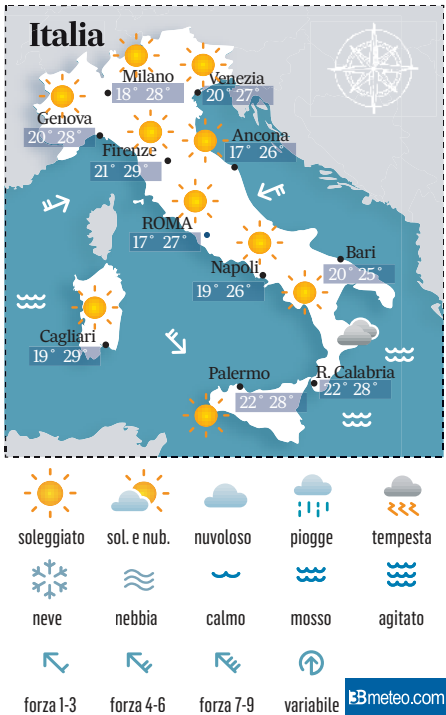 Italia
Milano
18° 28°
Venezia
20° 27°
Genova
20° 28°
Firenze
21° 29°
Ancona
17° 26°
ROMA
17° 27°
Napoli
19° 26°
Bari
20° 25°
Cagliari
19° 29°
Palermo
22° 28°
R. Calabria
22° 28°
soleggiato sol. e nub. nuvoloso piogge tempesta
neve nebbia calmo mosso agitato
forza 1-3 forza 4-6 forza 7-9 variabile
3Bmeteo.com